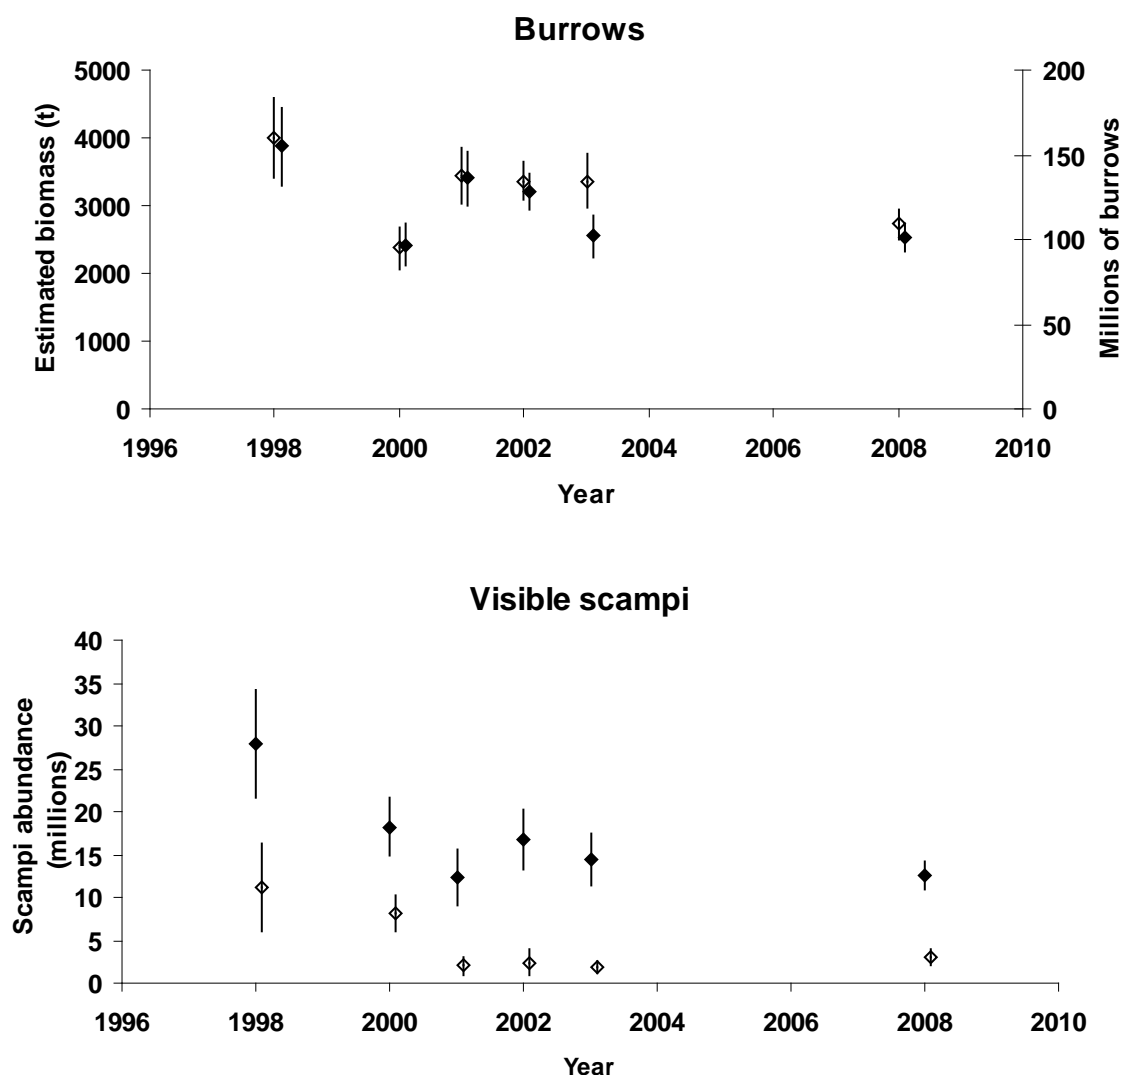 Burrows
5000
4000
3000
2000
1000
0
Estimated biomass (t)
200
150
100
50
0
Millions of burrows
1996 1998 2000 2002 2004 2006 2008 2010
Year
Visible scampi
40
35
30
25
20
15
10
5
0
Scampi abundance
(millions)
1996 1998 2000 2002 2004 2006 2008 2010
Year